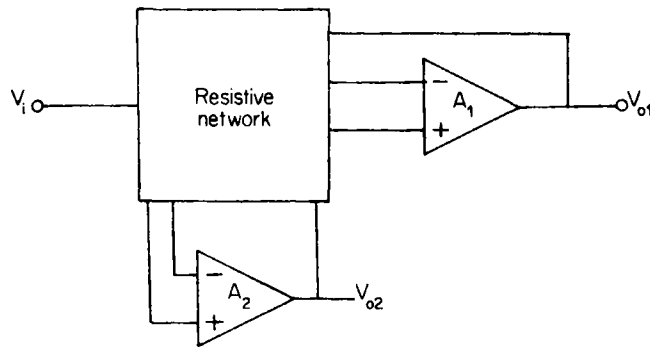 Resistive
network
Vi
−
A1
+
Vo1
−
A2
+
Vo2